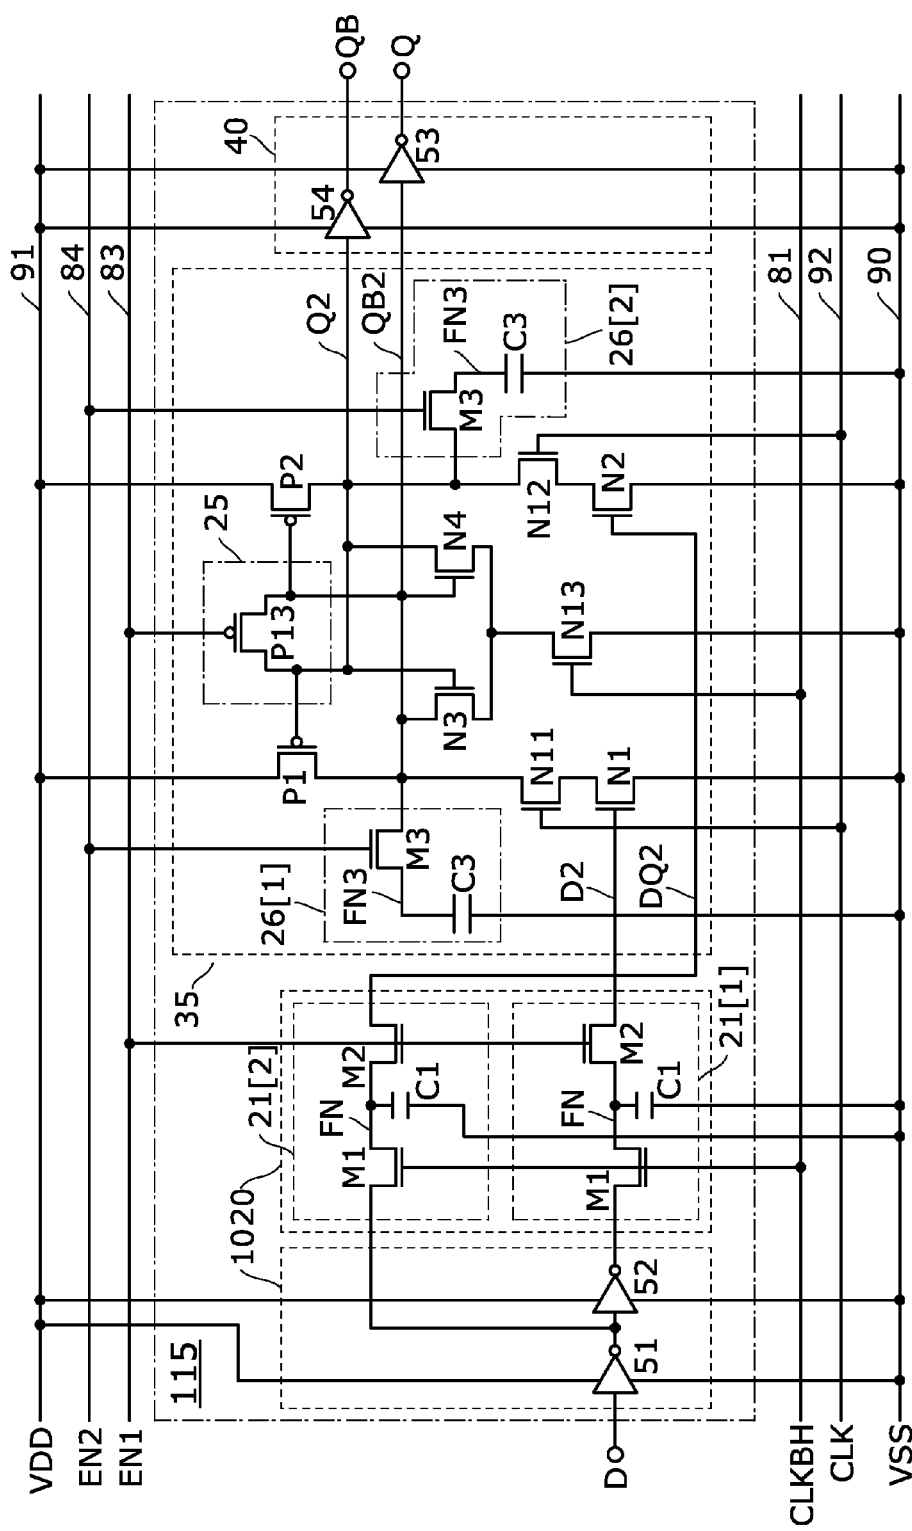 VDD
EN2
EN1
91
84
83
115
10
20
21[2]
35
26[1]
25
40
51
52
D
M1
FN
M2
C1
M1
FN
M2
C1
21[1]
D2
DQ2
FN3
M3
C3
P1
P13
P2
Q2
QB2
N3
N4
N11
N1
N13
N12
N2
M3
FN3
C3
26[2]
54
53
QB
Q
CLKBH
CLK
VSS
81
92
90